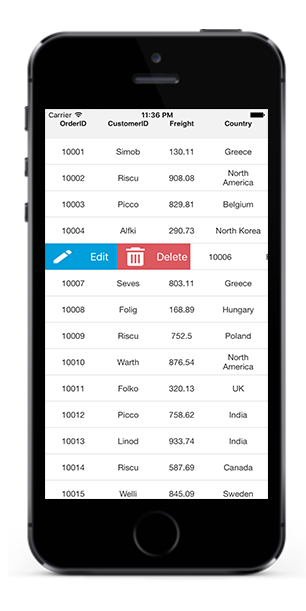 Carrier 11:36 PM
OrderID CustomerID Freight Country
10001 Simob 130.11 Greece
10002 Riscu 908.08 North
America
10003 Picco 829.81 Belgium
10004 Alfki 290.73 North Korea
Edit Delete 10006
10007 Seves 803.11 Greece
10008 Folig 168.89 Hungary
10009 Riscu 752.5 Poland
10010 Warth 876.54 North
America
10011 Folko 320.13 UK
10012 Picco 758.62 India
10013 Linod 933.74 India
10014 Riscu 587.69 Canada
10015 Welli 845.09 Sweden